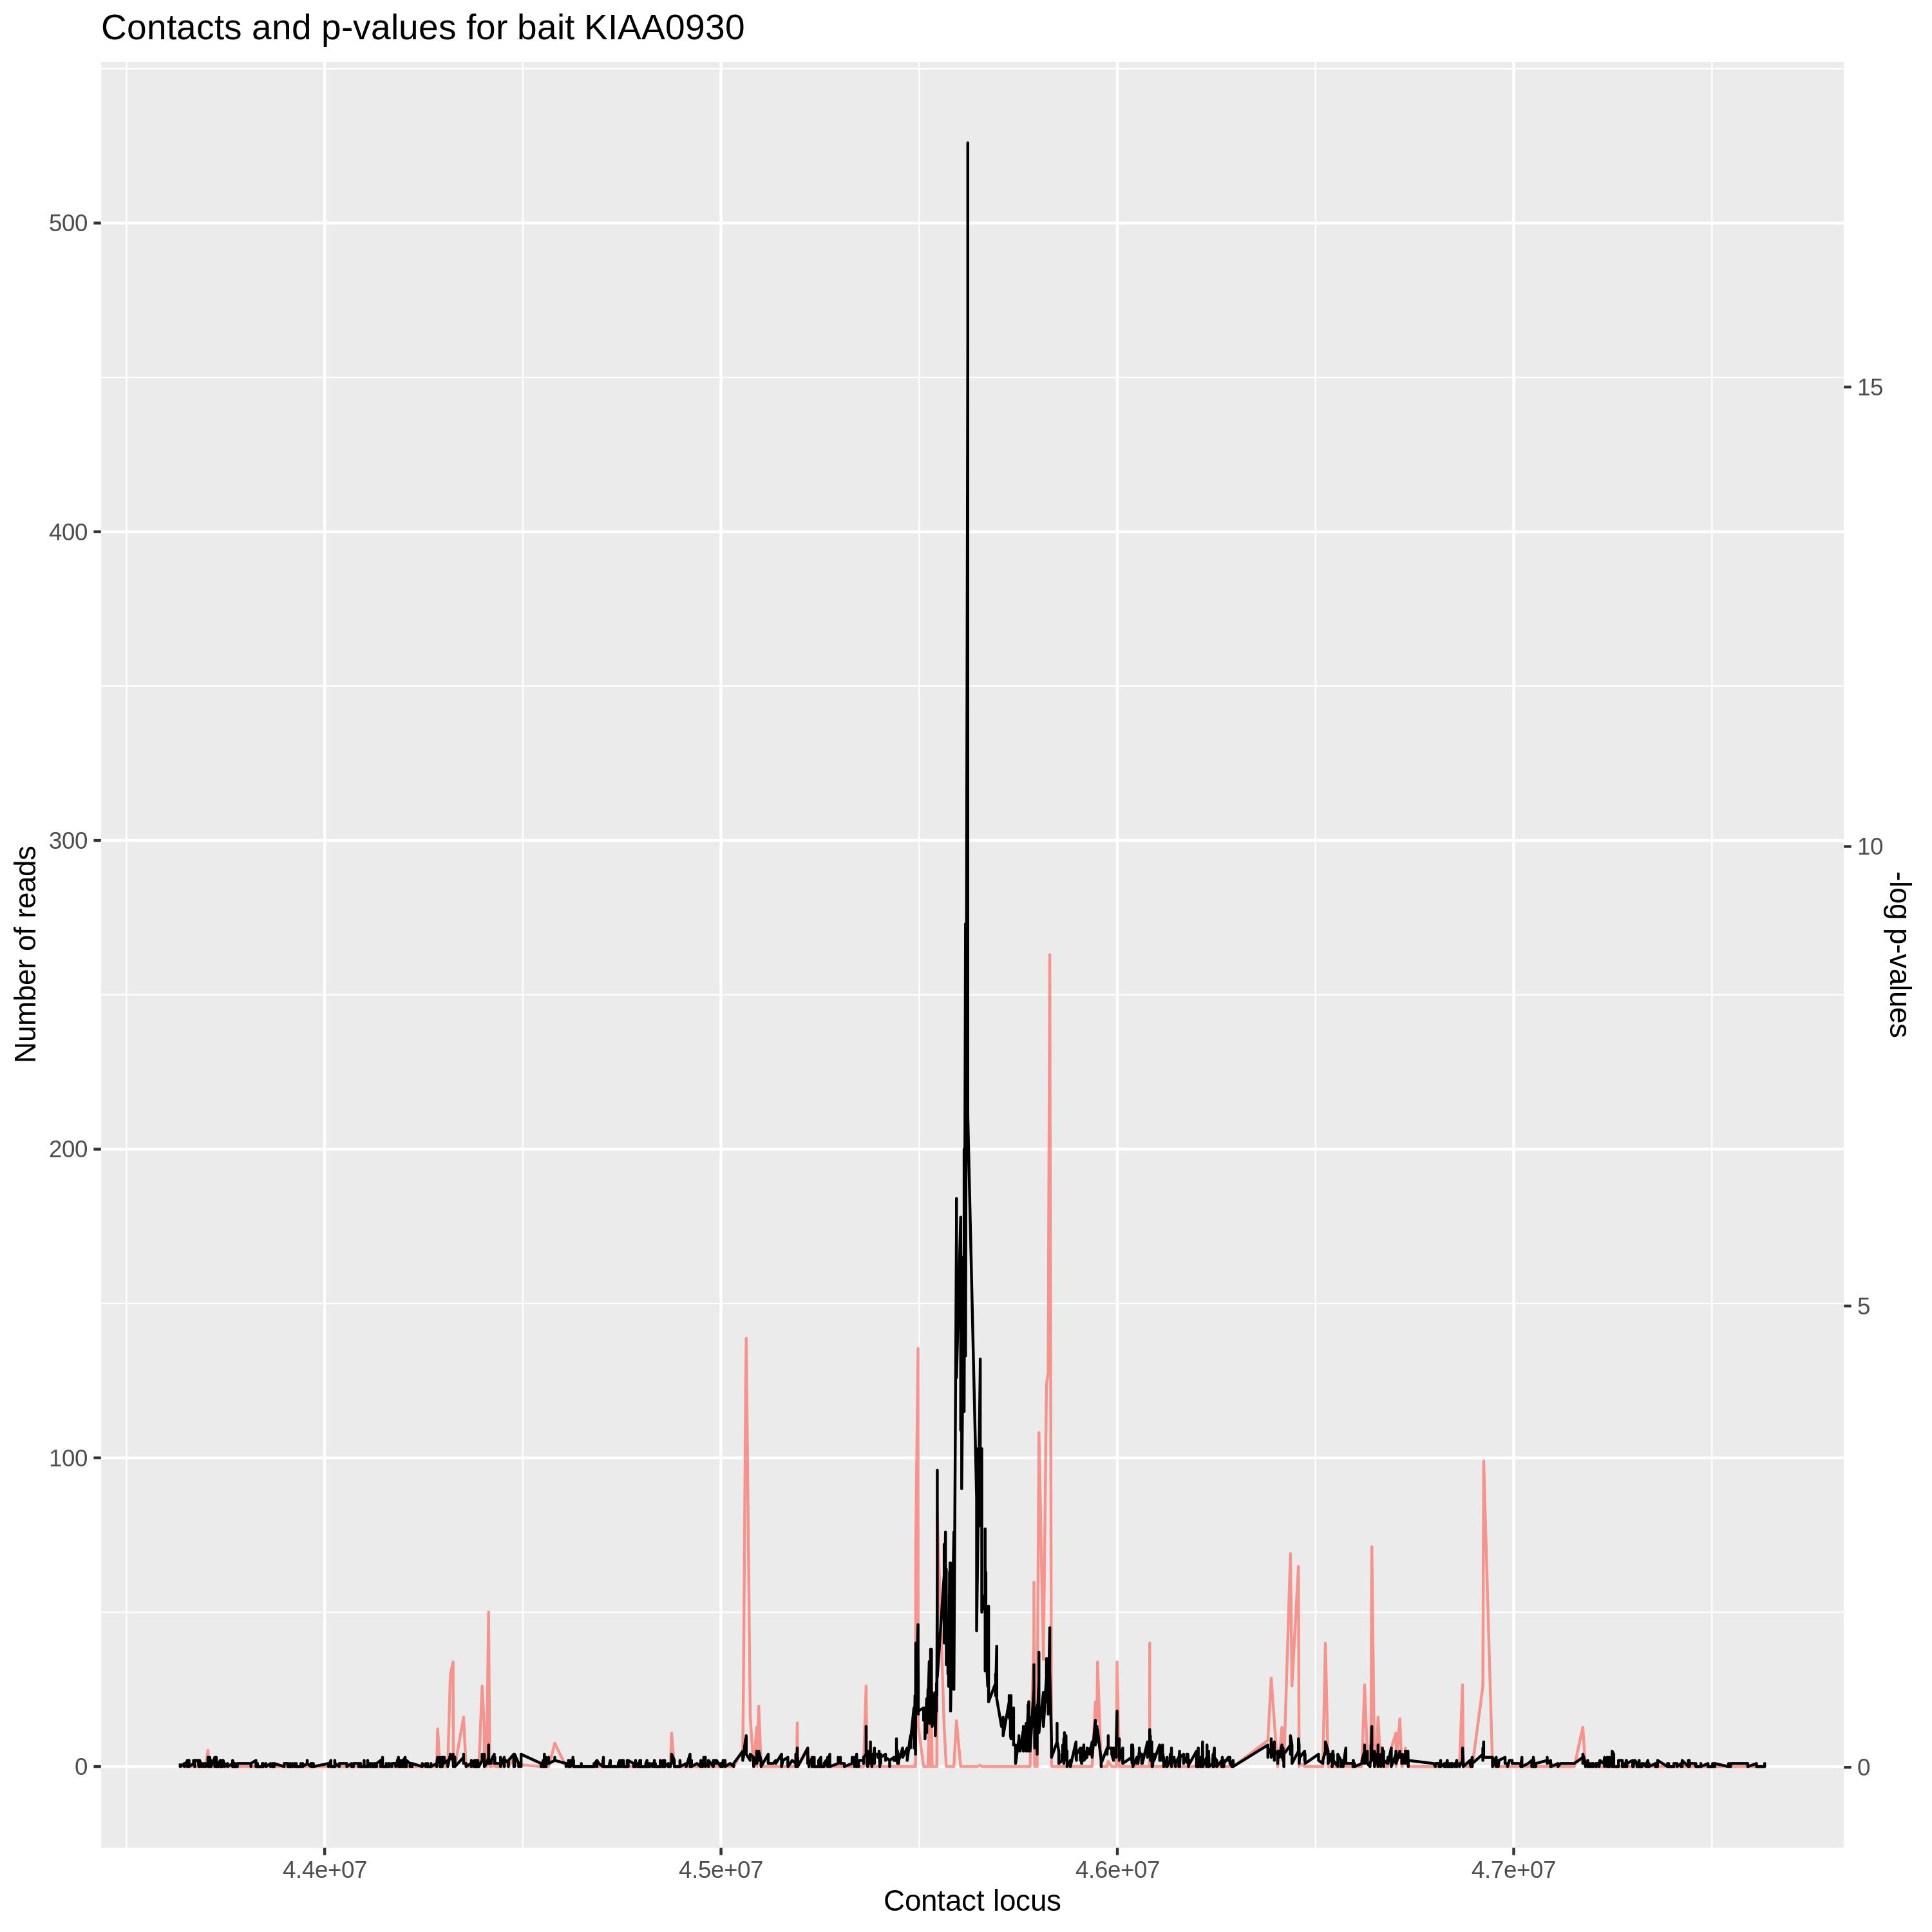 Contacts and p-values for bait KIAA0930
Number of reads
500
400
300
200
100
0
15
10
5
0
-log p-values
4.4e+07
4.5e+07
4.6e+07
4.7e+07
Contact locus